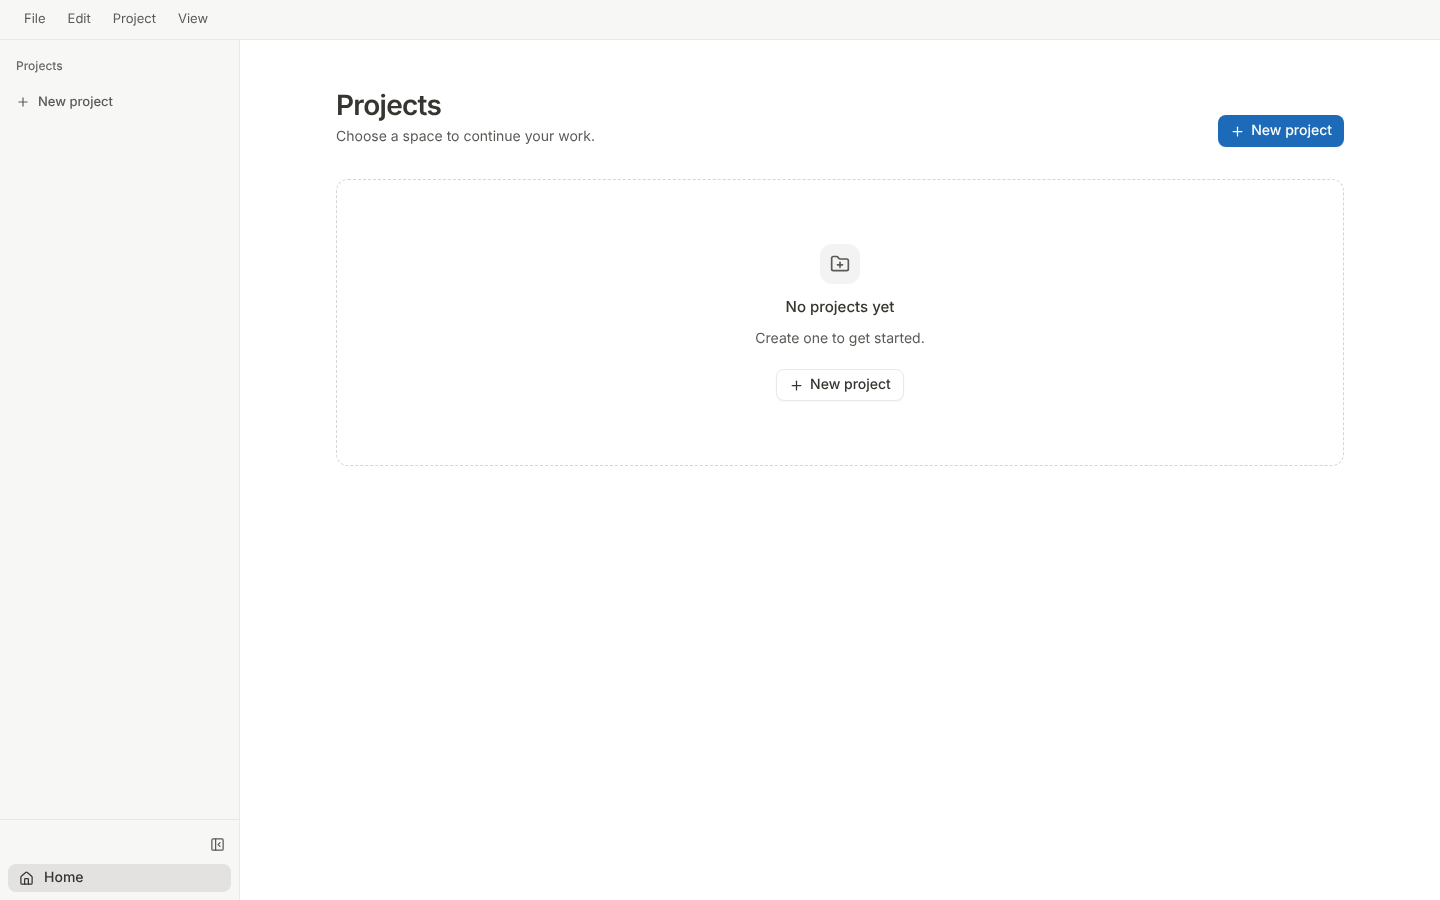 File Edit Project View
Projects
New project
Projects
Choose a space to continue your work.
New project
No projects yet
Create one to get started.
New project
Home